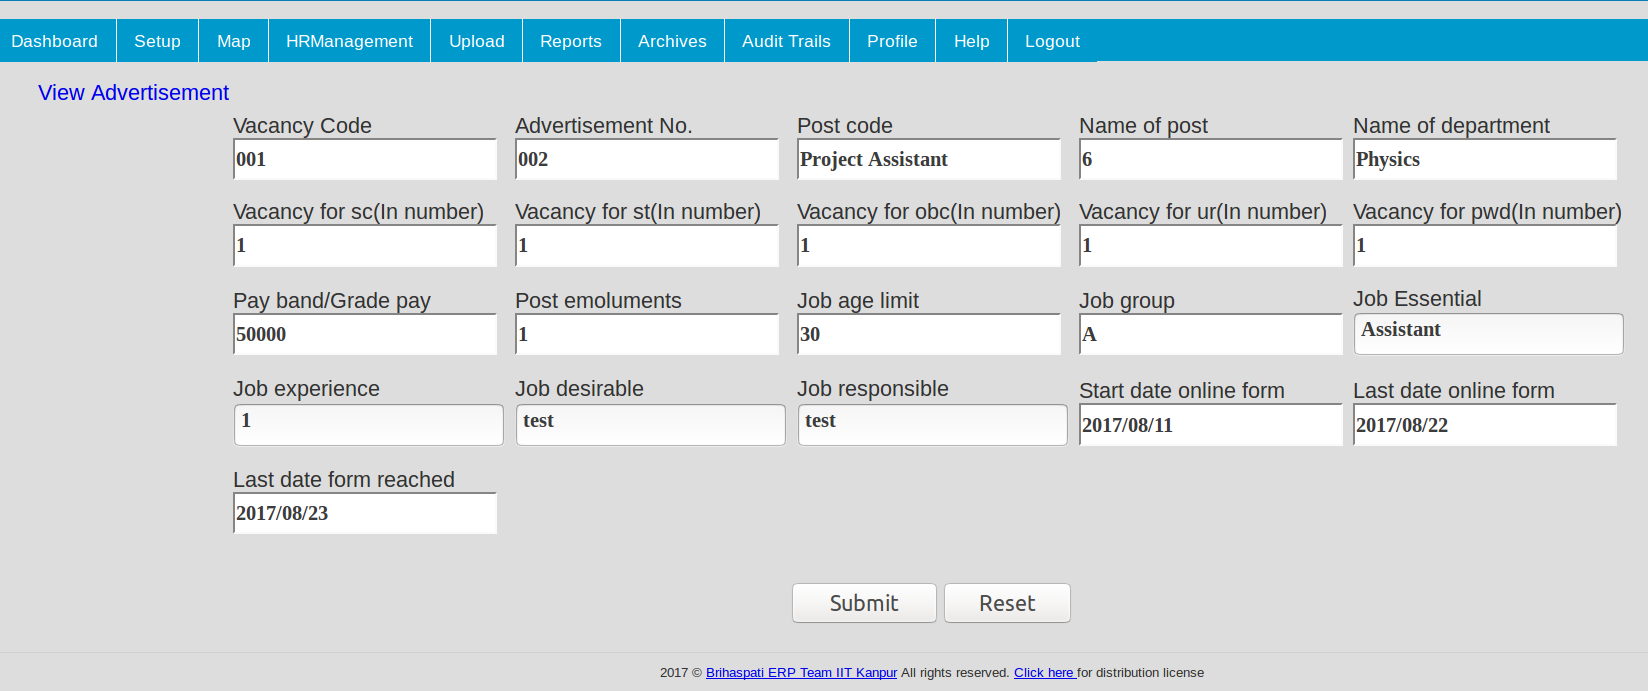 Dashboard Setup Map HRManagement Upload Reports Archives Audit Trails Profile Help Logout
View Advertisement
Vacancy Code Advertisement No. Post code Name of post Name of department
001 002 Project Assistant 6 Physics
Vacancy for sc(In number) Vacancy for st(In number) Vacancy for obc(In number) Vacancy for ur(In number) Vacancy for pwd(In number)
1 1 1 1 1
Pay band/Grade pay Post emoluments Job age limit Job group Job Essential
50000 1 30 A Assistant
Job experience Job desirable Job responsible Start date online form Last date online form
1 test test 2017/08/11 2017/08/22
Last date form reached
2017/08/23
Submit Reset
2017 © Brihaspati ERP Team IIT Kanpur All rights reserved. Click here for distribution license